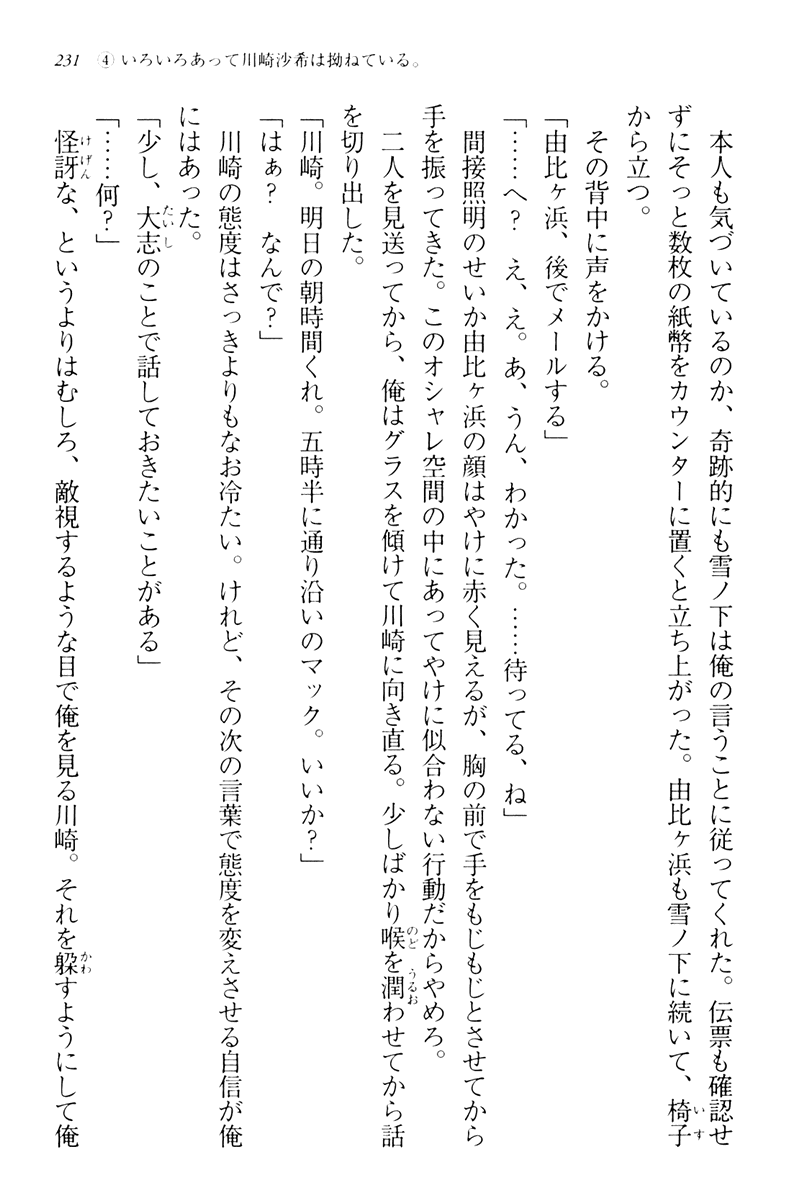 231 ④ いろいろあって川崎沙希は拗ねている。
本人も気づいているのか、奇跡的にも雪ノ下は俺の言うことに従ってくれた。伝票も確認せ
ずにそっと数枚の紙幣をカウンターに置くと立ち上がった。由比ヶ浜も雪ノ下に続いて、椅子
から立つ。
その背中に声をかける。
「由比ヶ浜、後でメールする」
「……へ？　え、え。あ、うん、わかった。……待ってる、ね」
間接照明のせいか由比ヶ浜の顔はやけに赤く見えるが、胸の前で手をもじもじとさせてから
手を振ってきた。このオシャレ空間の中にあってやけに似合わない行動だからやめろ。
二人を見送ってから、俺はグラスを傾けて川崎に向き直る。少しばかり喉を潤わせてから話
を切り出した。
「川崎。明日の朝時間くれ。五時半に通り沿いのマック。いいか？」
「はぁ？　なんで？」
川崎の態度はさっきよりもなお冷たい。けれど、その次の言葉で態度を変えさせる自信が俺
にはあった。
「少し、大志のことで話しておきたいことがある」
「……何？」
怪訝な、というよりはむしろ、敵視するような目で俺を見る川崎。それを躱すようにして俺